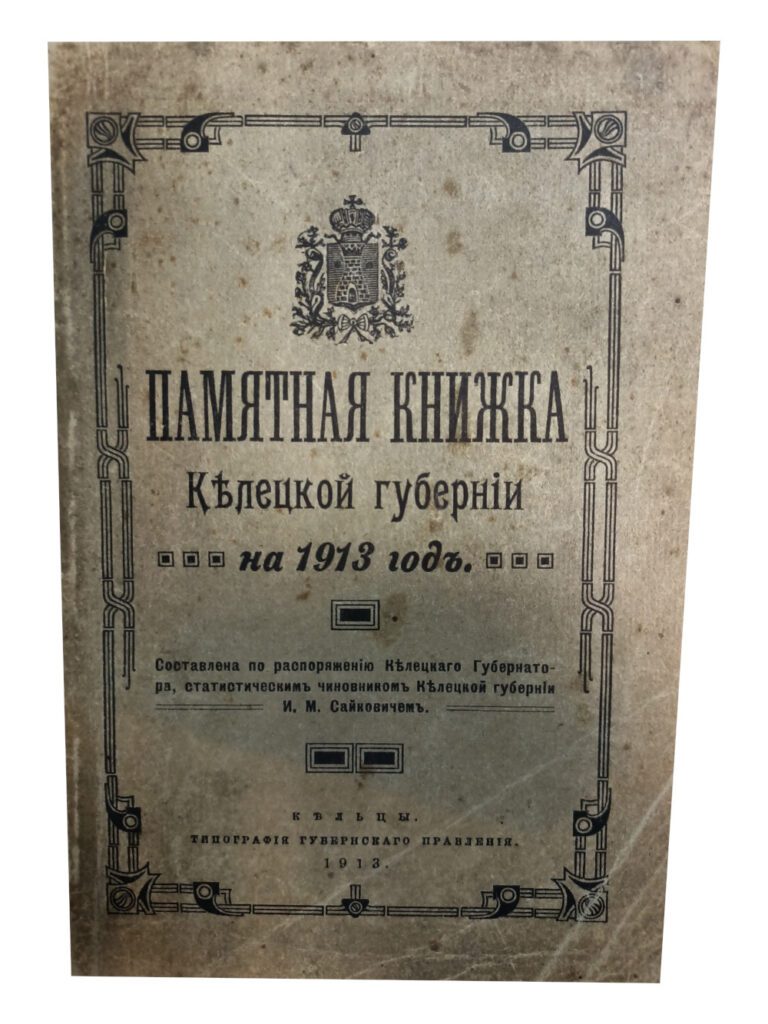 ПАМЯТНАЯ КНИЖКА
Кѣлецкой губерніи
на 1913 годъ.
Составлена по распоряженію Кѣлецкаго Губернато-
ра, статистическимъ чиновникомъ Кѣлецкой губерніи
И. М. Сайковичемъ.
КѢЛЬЦЫ.
ТИПОГРАФІЯ ГУБЕРНСКАГО ПРАВЛЕНІЯ.
1913.